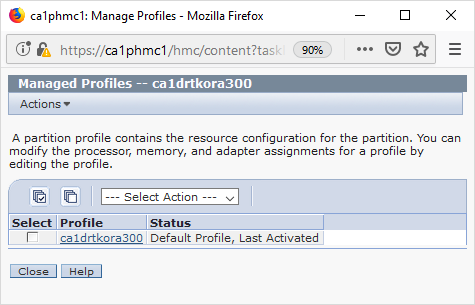 ca1phmc1: Manage Profiles - Mozilla Firefox
https://ca1phmc1/hmc/content?task
90%
Managed Profiles -- ca1drtkora300
Actions
A partition profile contains the resource configuration for the partition. You can
modify the processor, memory, and adapter assignments for a profile by
editing the profile.
--- Select Action ---
Select Profile Status
ca1drtkora300 Default Profile, Last Activated
Close Help